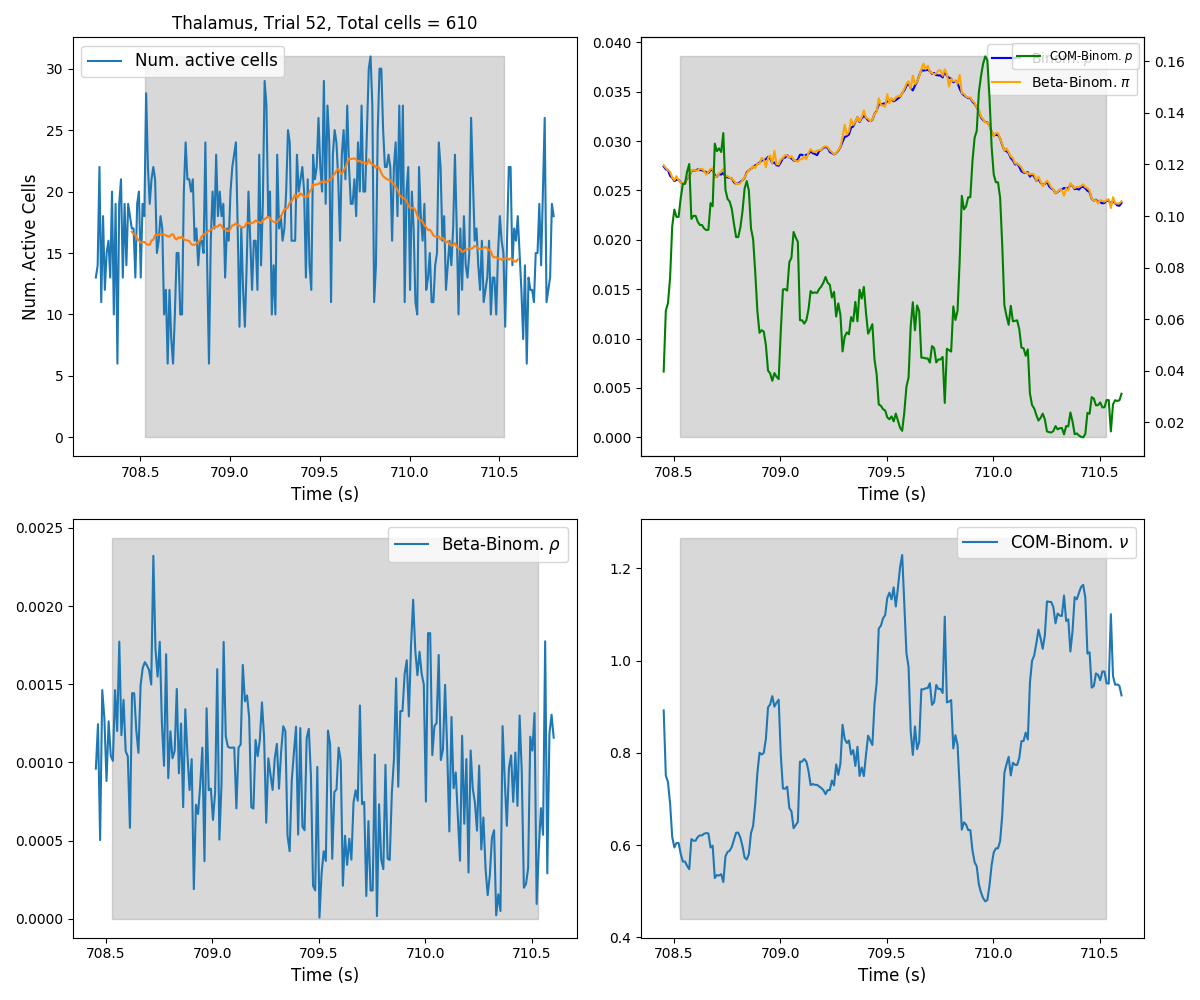 Thalamus, Trial 52, Total cells = 610
Num. active cells
30
25
20
15
10
5
0
Num. Active Cells
708.5 709.0 709.5 710.0 710.5
Time (s)
COM-Binom. p
Beta-Binom. π
0.040
0.035
0.030
0.025
0.020
0.015
0.010
0.005
0.000
0.16
0.14
0.12
0.10
0.08
0.06
0.04
0.02
708.5 709.0 709.5 710.0 710.5
Time (s)
Beta-Binom. ρ
0.0025
0.0020
0.0015
0.0010
0.0005
0.0000
708.5 709.0 709.5 710.0 710.5
Time (s)
COM-Binom. ν
1.2
1.0
0.8
0.6
0.4
708.5 709.0 709.5 710.0 710.5
Time (s)